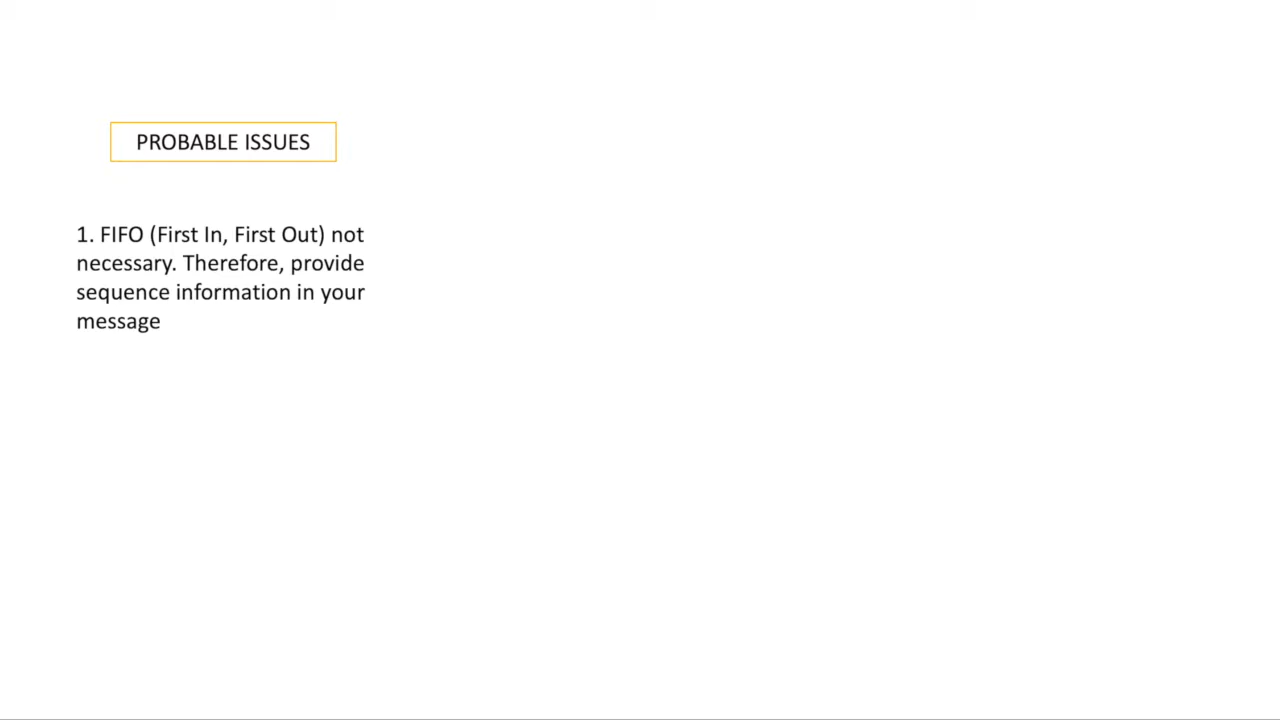 PROBABLE ISSUES
1. FIFO (First In, First Out) not
necessary. Therefore, provide
sequence information in your
message